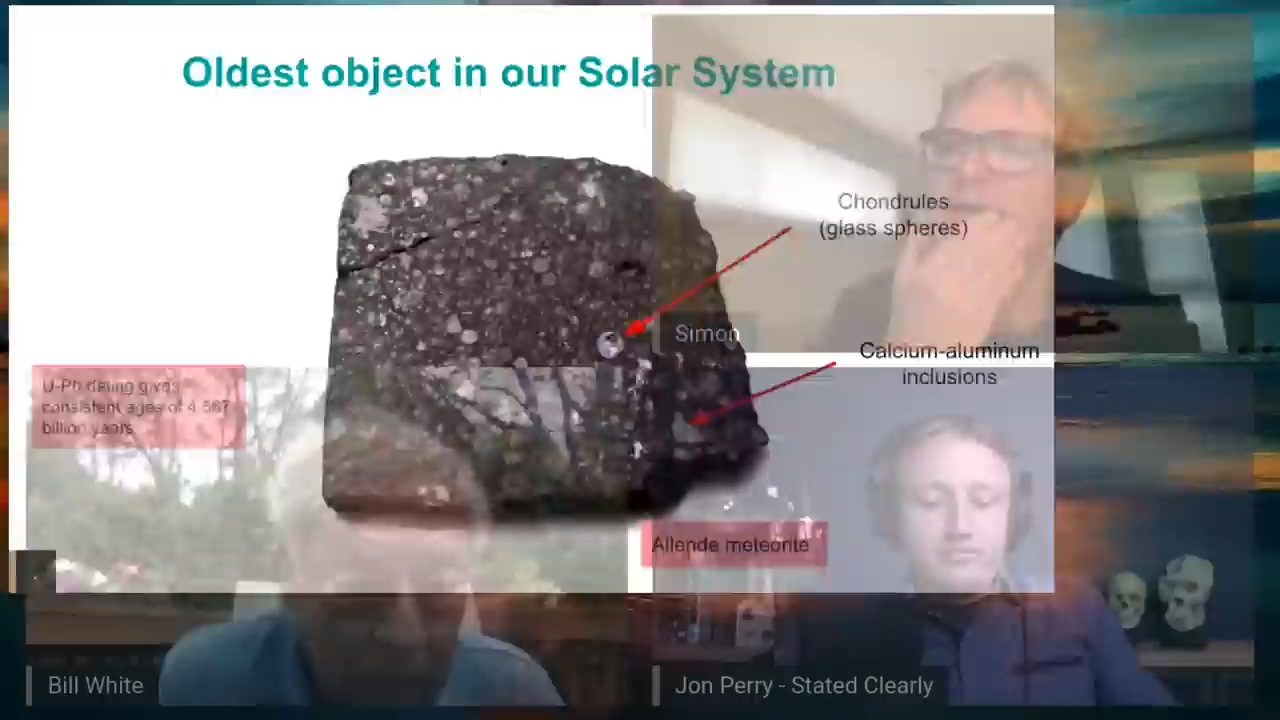 Oldest object in our Solar System
Chondrules
(glass spheres)
Simon
Calcium-aluminum
inclusions
U-Pb dating gives
consistent ages of 4.567
billion years
Allende meteorite
Bill White
Jon Perry - Stated Clearly